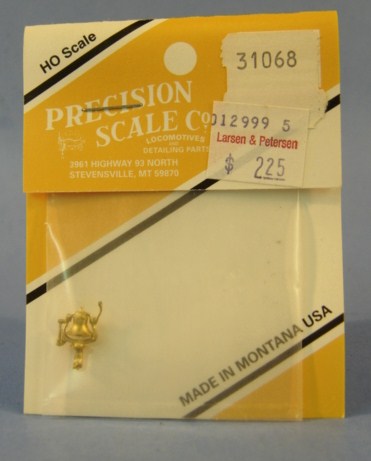 HO Scale
31068
PRECISION
SCALE Co
LOCOMOTIVES
AND
DETAILING PARTS
3961 HIGHWAY 93 NORTH
STEVENSVILLE, MT 59870
012999 5
Larsen & Petersen
$ 225
MADE IN MONTANA USA